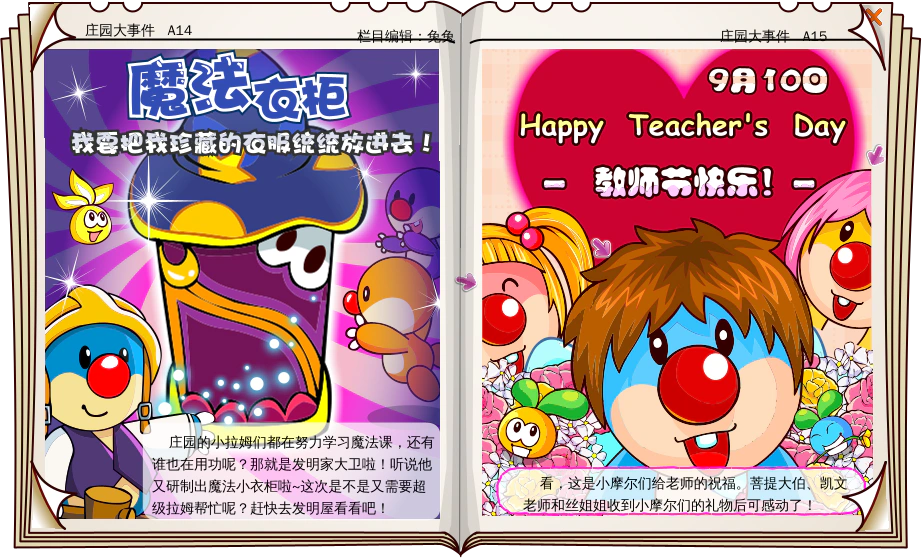 庄园大事件 A14
栏目编辑：兔兔
魔法衣柜
我要把我珍藏的衣服统统放进去！
庄园的小拉姆们都在努力学习魔法课，还有
谁也在用功呢？那就是发明家大卫啦！听说他
又研制出魔法小衣柜啦~这次是不是又需要超
级拉姆帮忙呢？赶快去发明屋看看吧！
庄园大事件 A15
9月10日
Happy Teacher's Day
- 教师节快乐! -
看，这是小摩尔们给老师的祝福。菩提大伯、凯文
老师和丝姐姐收到小摩尔们的礼物后可感动了！